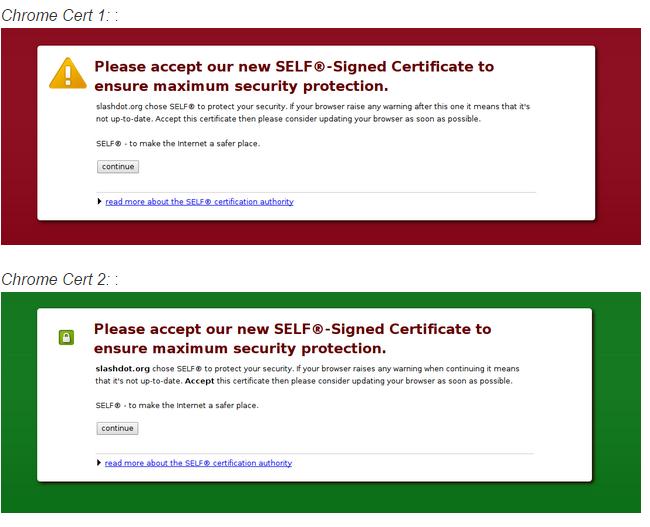 Chrome Cert 1: :
Please accept our new SELF®-Signed Certificate to
ensure maximum security protection.
slashdot.org chose SELF® to protect your security. If your browser raise any warning after this one it means that it's
not up-to-date. Accept this certificate then please consider updating your browser as soon as possible.
SELF® - to make the Internet a safer place.
continue
read more about the SELF® certification authority
Chrome Cert 2: :
Please accept our new SELF®-Signed Certificate to
ensure maximum security protection.
slashdot.org chose SELF® to protect your security. If your browser raises any warning when continuing it means
that it's not up-to-date. Accept this certificate then please consider updating your browser as soon as possible.
SELF® - to make the Internet a safer place.
continue
read more about the SELF® certification authority